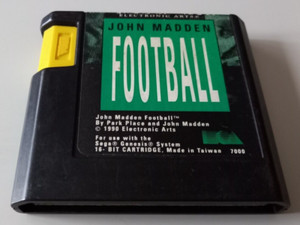 ELECTRONIC ARTS
JOHN MADDEN
FOOTBALL
John Madden Football™
By Park Place and John Madden
© 1990 Electronic Arts
For use with the
Sega® Genesis® System
16- BIT CARTRIDGE. Made in Taiwan 7000